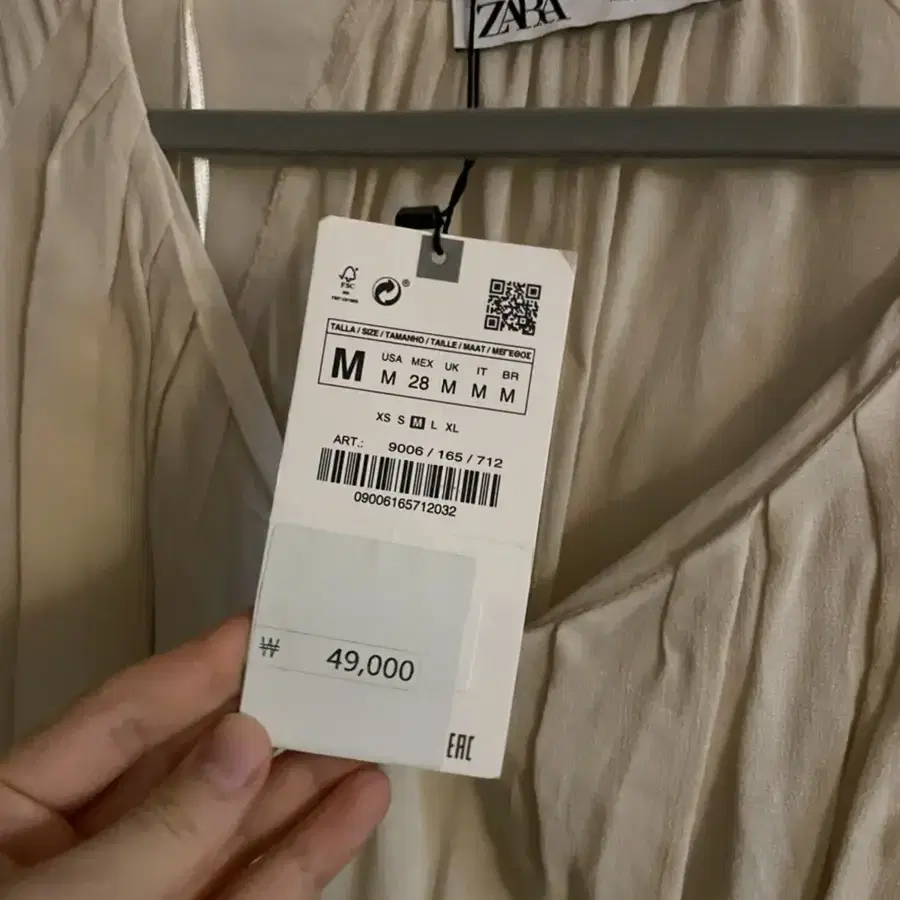 ZARA
FSC
TALLA / SIZE / TAMANHO / TAILLE / MAAT / ΜΕΓΕΘΟΣ
M
USA MEX UK IT BR
M 28 M M M
XS S M L XL
ART.: 9006 / 165 / 712
09006165712032
₩ 49,000
EAC